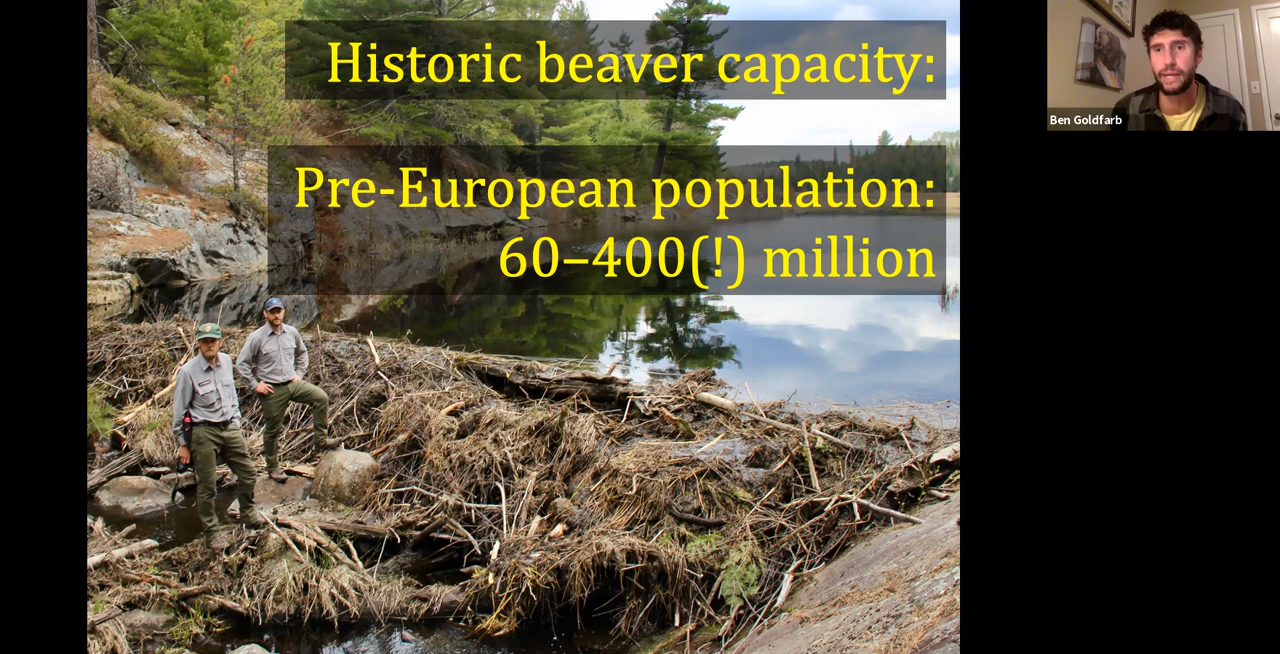 Historic beaver capacity:
Pre-European population:
60–400(!) million
Ben Goldfarb